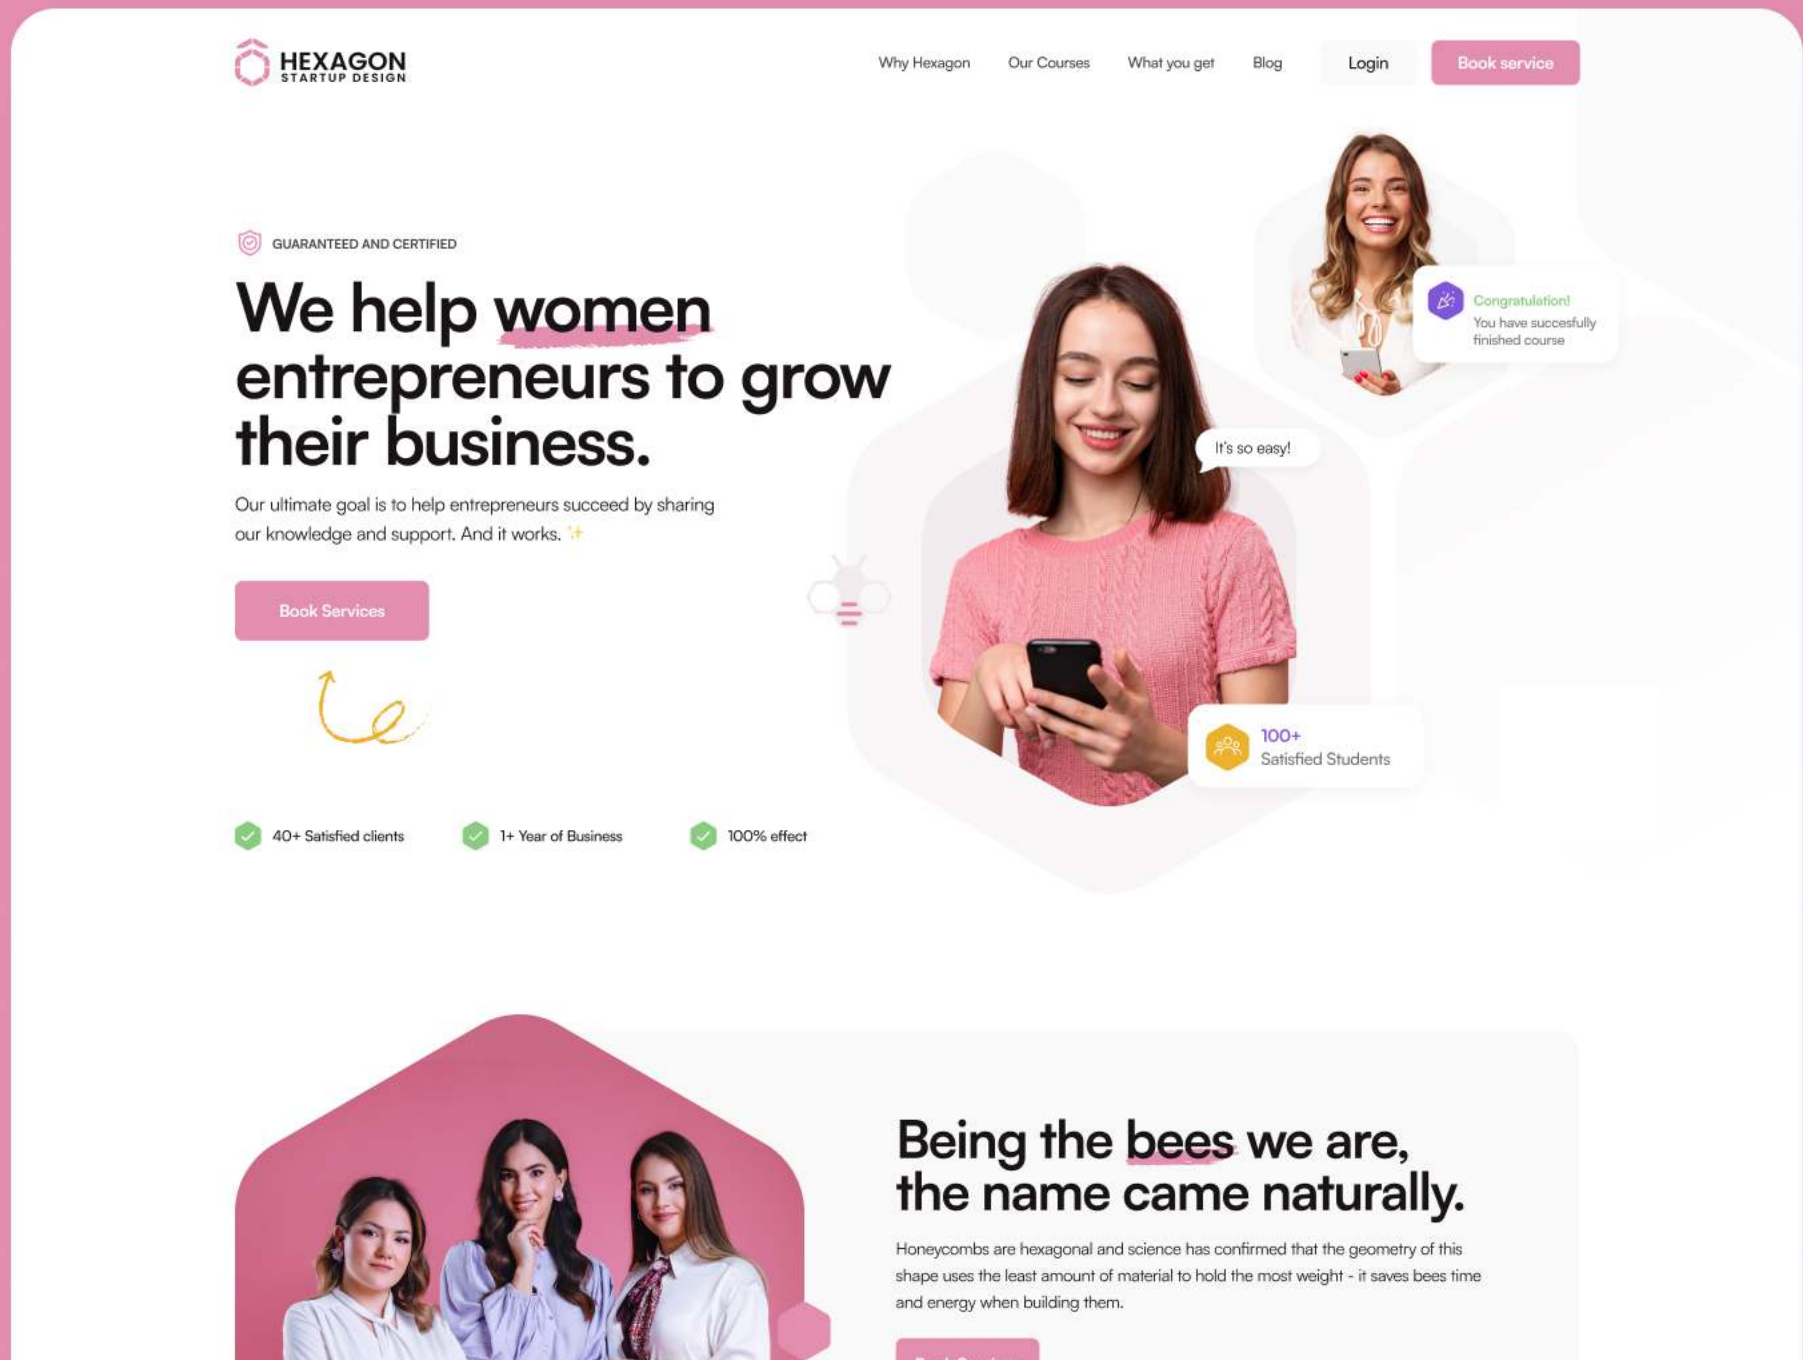 HEXAGON
STARTUP DESIGN
Why Hexagon
Our Courses
What you get
Blog
Login
Book service
GUARANTEED AND CERTIFIED
We help women
entrepreneurs to grow
their business.
Our ultimate goal is to help entrepreneurs succeed by sharing
our knowledge and support. And it works. ✨
Book Services
Congratulation!
You have succesfully
finished course
It's so easy!
100+
Satisfied Students
40+ Satisfied clients
1+ Year of Business
100% effect
Being the bees we are,
the name came naturally.
Honeycombs are hexagonal and science has confirmed that the geometry of this
shape uses the least amount of material to hold the most weight - it saves bees time
and energy when building them.